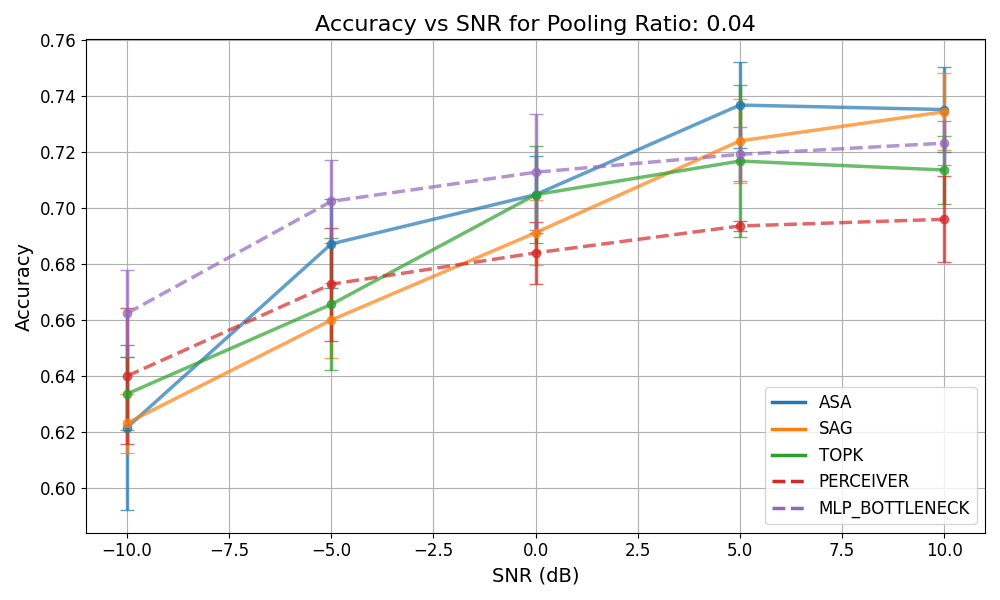 Accuracy vs SNR for Pooling Ratio: 0.04
0.76
0.74
0.72
0.70
0.68
0.66
0.64
0.62
0.60
Accuracy
ASA
SAG
TOPK
PERCEIVER
MLP_BOTTLENECK
−10.0 −7.5 −5.0 −2.5 0.0 2.5 5.0 7.5 10.0
SNR (dB)